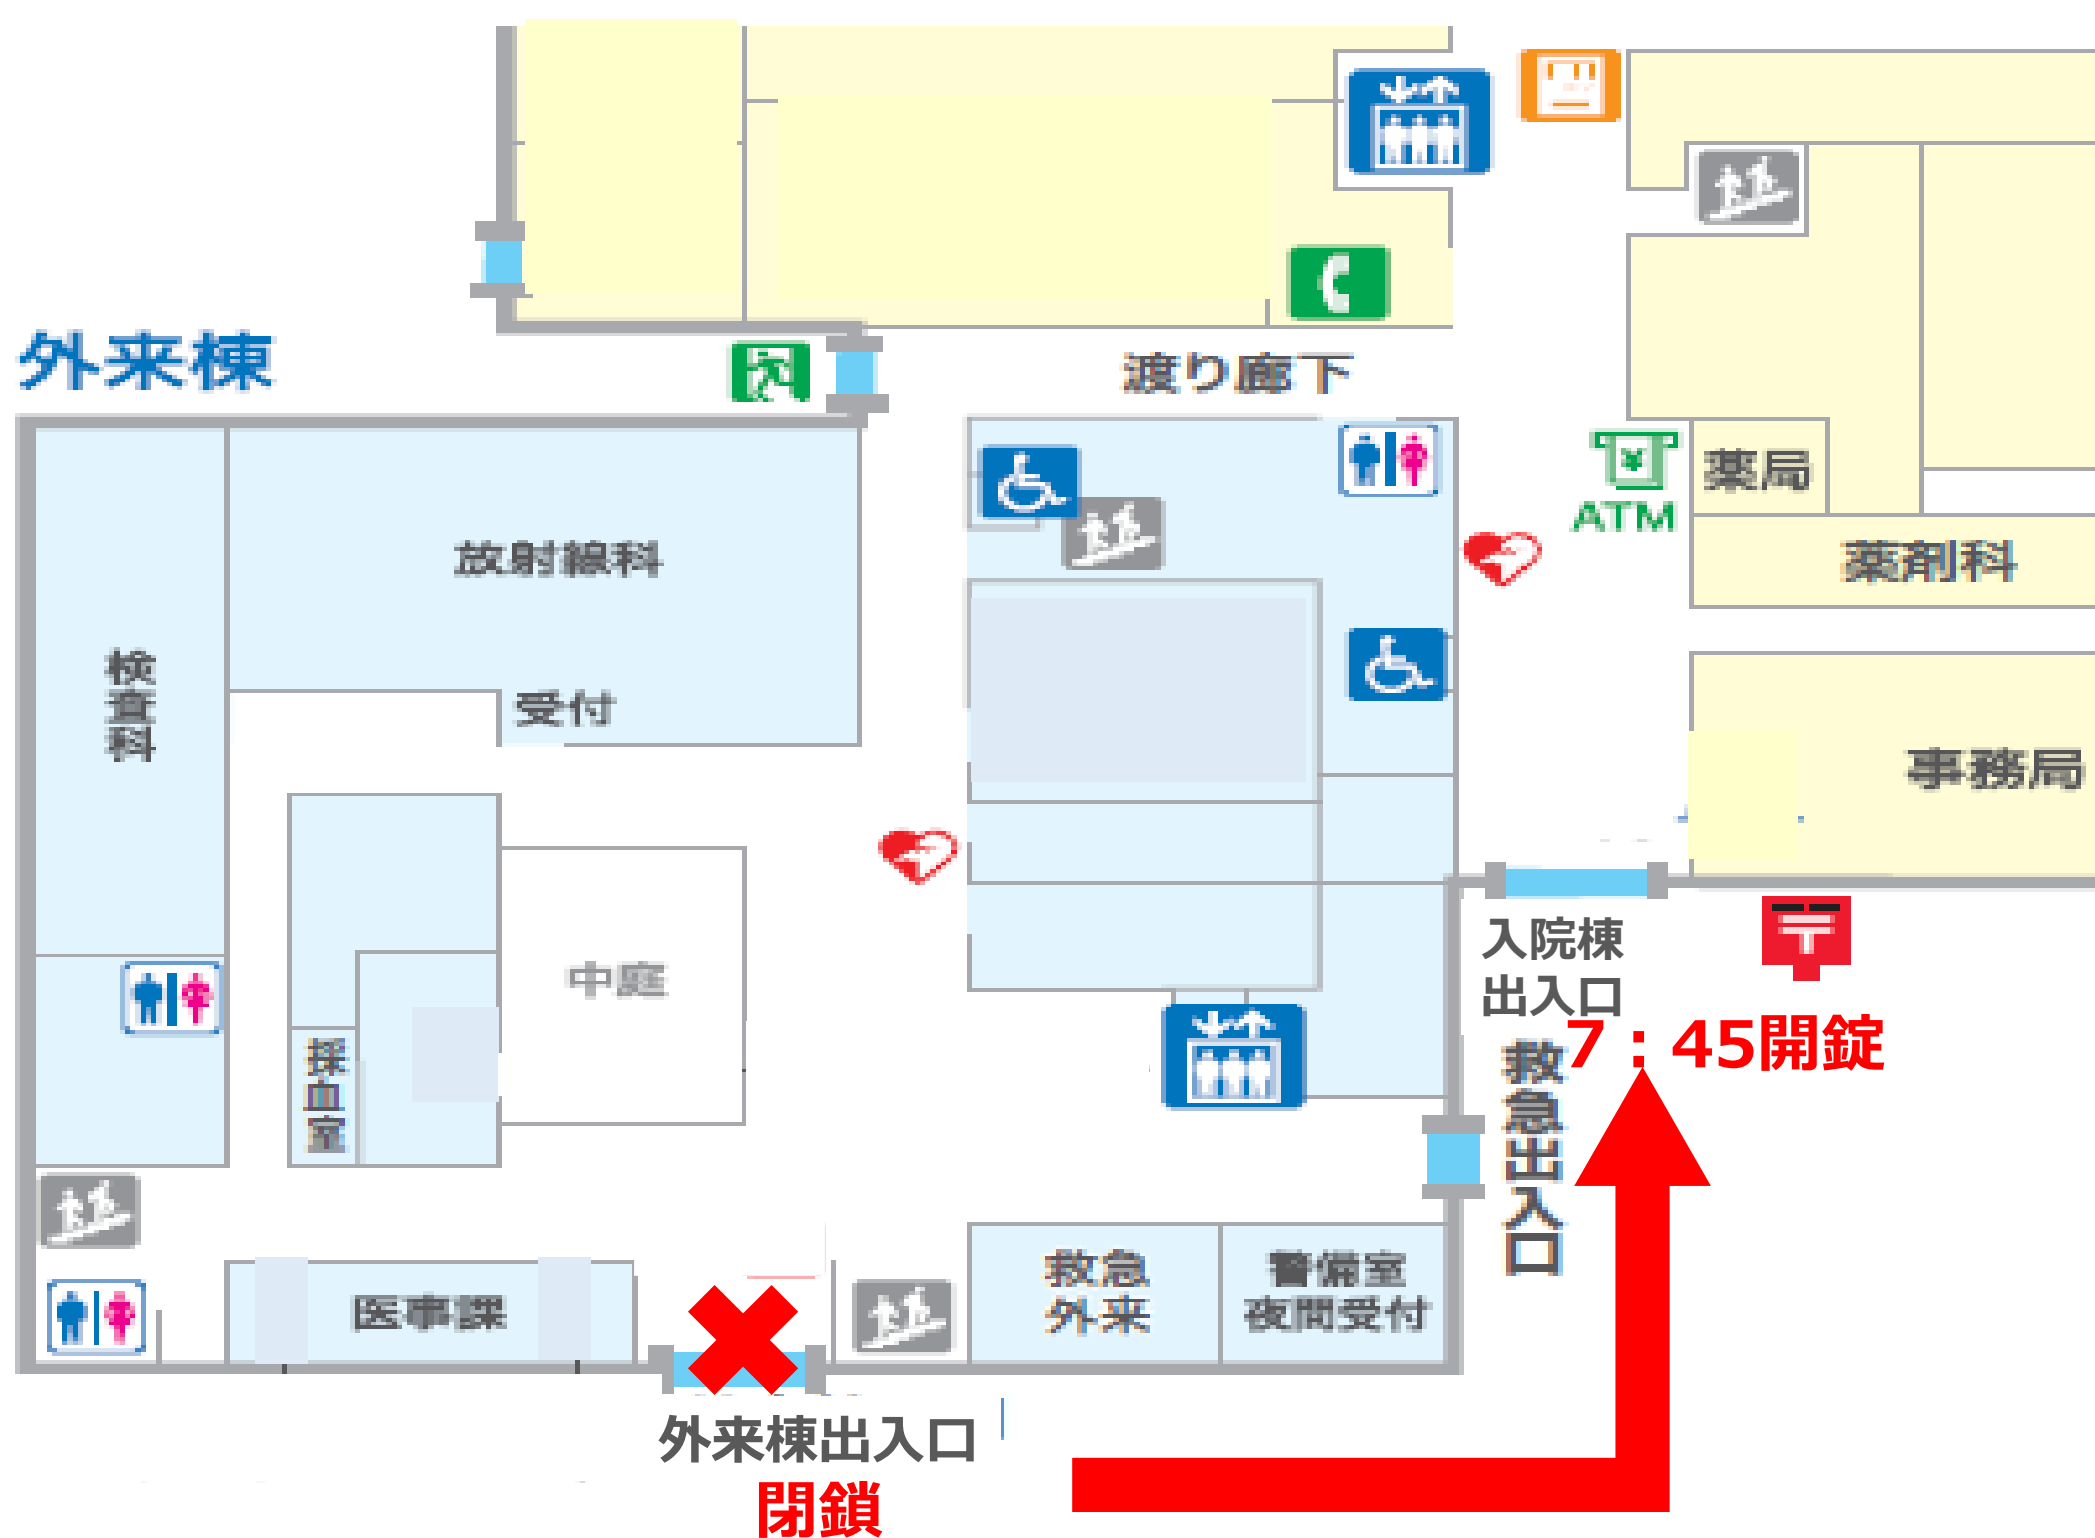 外来棟
渡り廊下
ATM
薬局
薬剤科
放射線科
受付
検査科
事務局
中庭
採血室
入院棟
出入口
7：45開錠
救急出入口
救急
外来
警備室
夜間受付
医事課
外来棟出入口
閉鎖